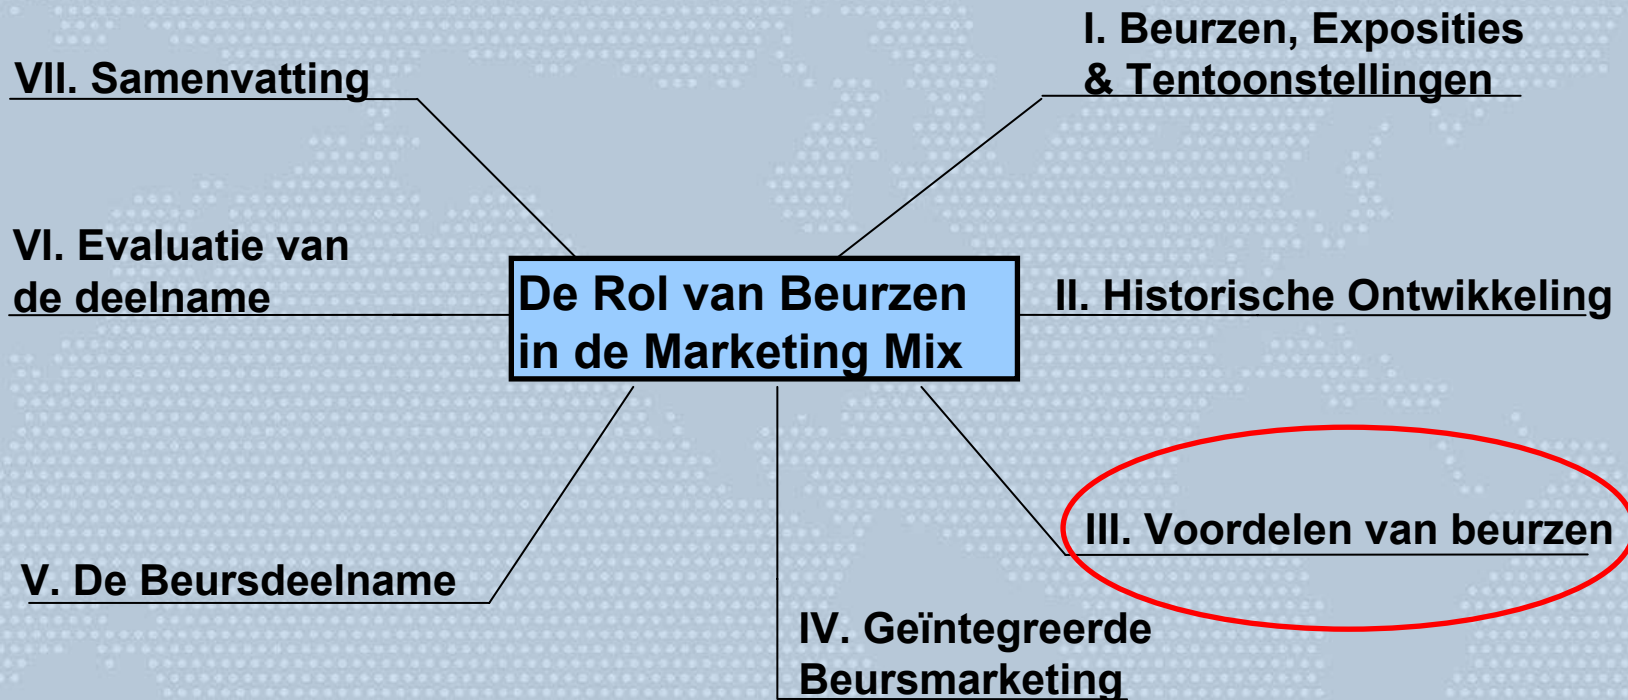 De Rol van Beurzen
in de Marketing Mix
I. Beurzen, Exposities
& Tentoonstellingen
II. Historische Ontwikkeling
III. Voordelen van beurzen
IV. Geïntegreerde
Beursmarketing
V. De Beursdeelname
VI. Evaluatie van
de deelname
VII. Samenvatting